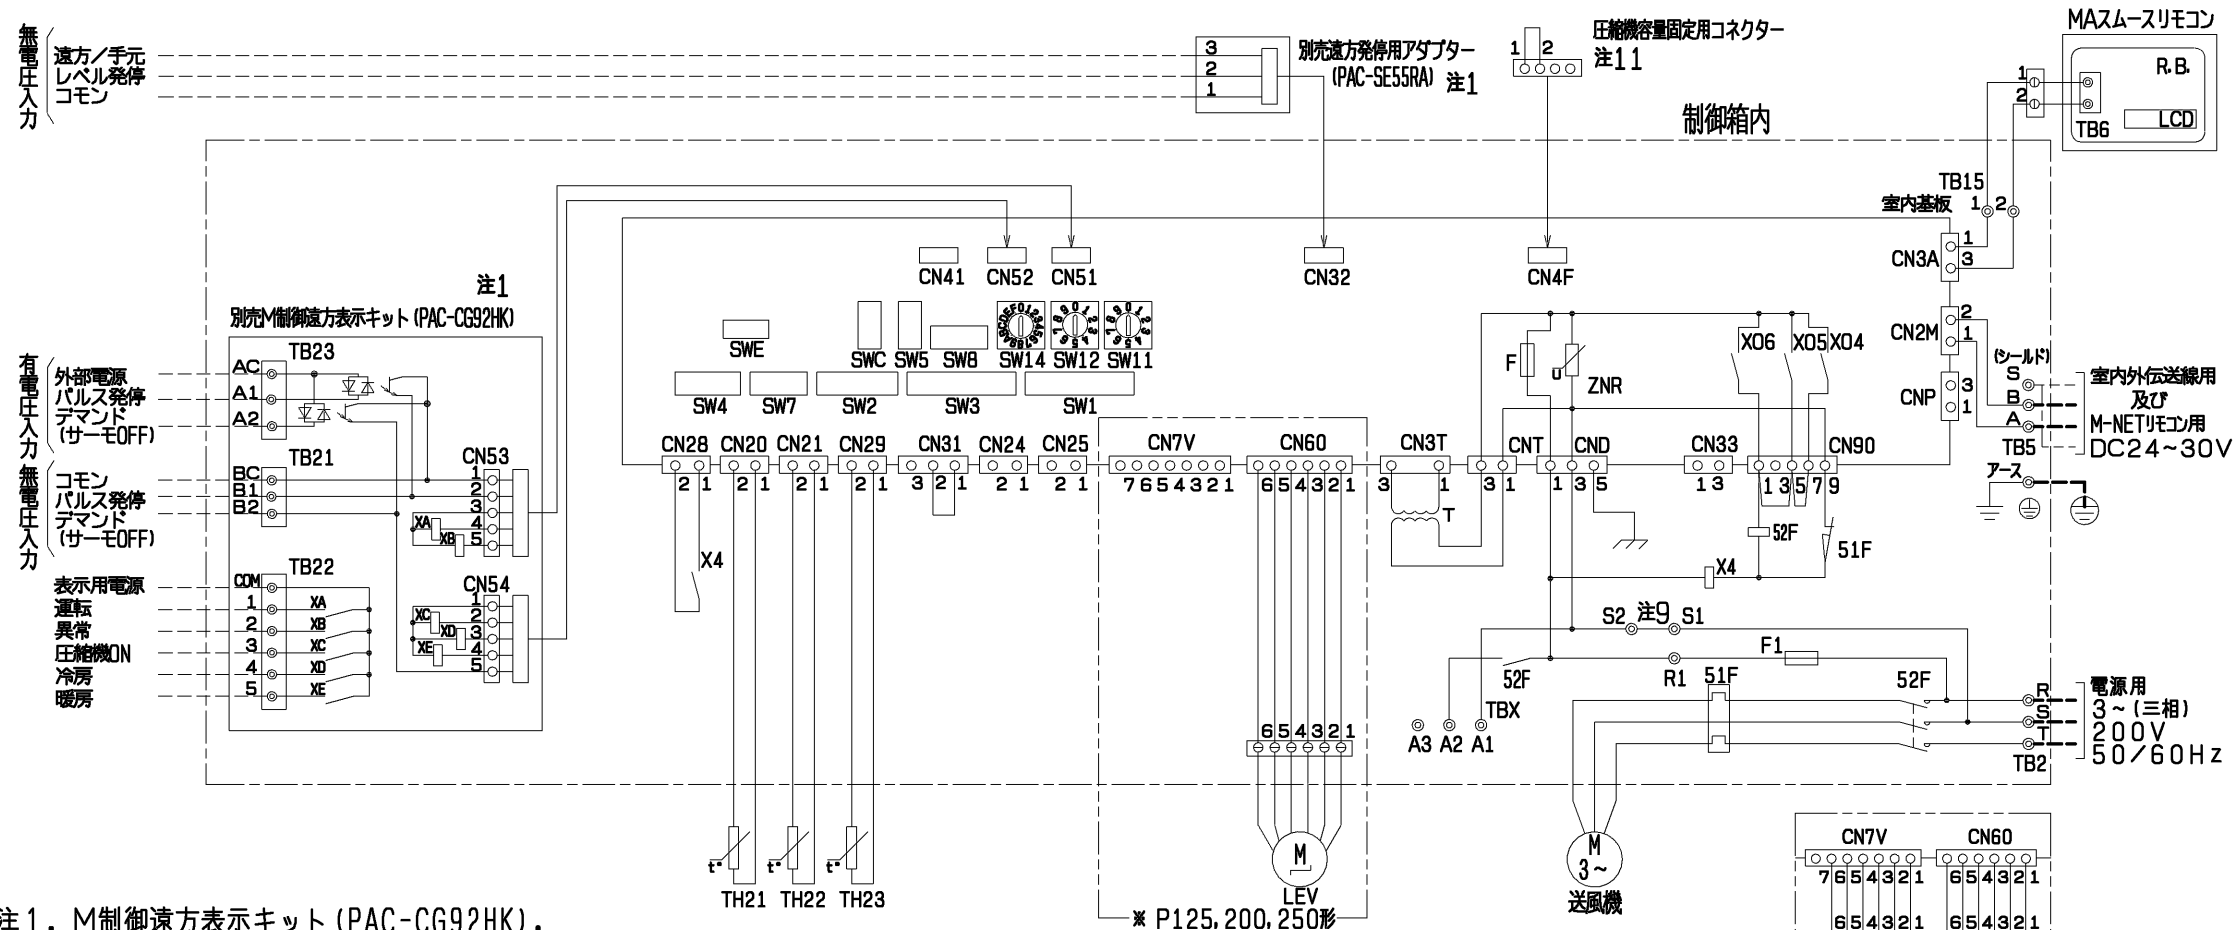 無電圧入力
遠方／手元
レベル発停
コモン
3
2
1
別売遠方発停用アダプター
(PAC-SE55RA) 注1
1 2
圧縮機容量固定用コネクター
注11
MAスムースリモコン
R.B.
LCD
TB6
1
2
制御箱内
TB15
1 2
室内基板
CN41
CN52
CN51
CN32
CN4F
CN3A
1
3
CN2M
2
1
CNP
3
1
(シールド)
S
B
A
TB5
アース
室内外伝送線用
及び
M-NETリモコン用
DC24～30V
注1
別売M制御遠方表示キット(PAC-CG92HK)
SWE
SWC
SW5
SW8
SW14
SW12
SW11
SW4
SW7
SW2
SW3
SW1
F
U
ZNR
X06
X05
X04
有電圧入力
外部電源
パルス発停
デマンド
(サーモOFF)
AC
A1
A2
TB23
無電圧入力
コモン
パルス発停
デマンド
(サーモOFF)
BC
B1
B2
TB21
CN53
1
2
3
4
5
XA
XB
表示用電源
運転
異常
圧縮機ON
冷房
暖房
COM
1
2
3
4
5
TB22
XA
XB
XC
XD
XE
CN54
1
2
3
4
5
XC
XD
XE
CN28
2 1
CN20
2 1
CN21
2 1
CN29
2 1
CN31
3 2 1
CN24
2 1
CN25
2 1
CN7V
7 6 5 4 3 2 1
CN60
6 5 4 3 2 1
CN3T
3 1
CNT
3 1
CND
1 3 5
CN33
1 3
CN90
1 3 5 7 9
X4
T
52F
51F
X4
S2 注9 S1
F1
52F
R1
51F
52F
TBX
A3 A2 A1
R
S
T
TB2
電源用
3～(三相)
200V
50/60Hz
6 5 4 3 2 1
M
LEV
※ P125,200,250形
t°
t°
t°
TH21
TH22
TH23
M
3～
送風機
CN7V
CN60
7 6 5 4 3 2 1
6 5 4 3 2 1
6 5 4 3 2 1
6 5 4 3 2 1
注1．M制御遠方表示キット(PAC-CG92HK)．